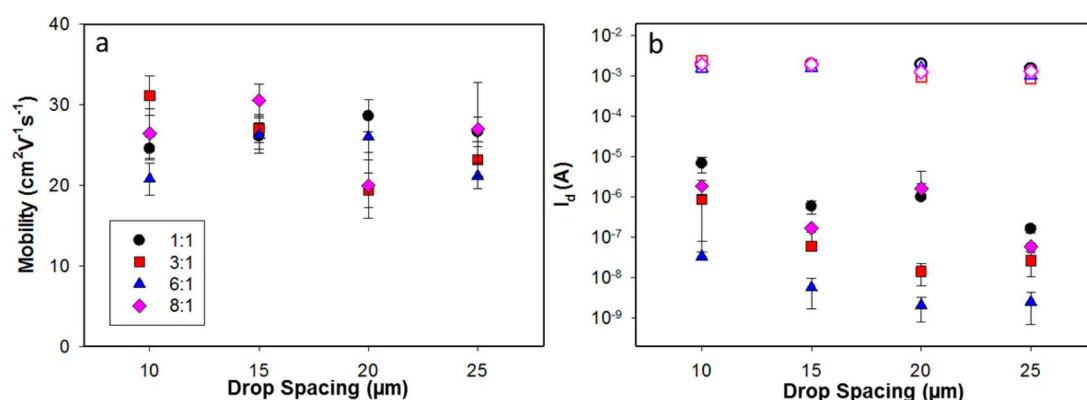 a
40
30
20
10
0
Mobility (cm²V⁻¹s⁻¹)
1:1
3:1
6:1
8:1
10 15 20 25
Drop Spacing (µm)
b
10⁻²
10⁻³
10⁻⁴
10⁻⁵
10⁻⁶
10⁻⁷
10⁻⁸
10⁻⁹
I_d (A)
10 15 20 25
Drop Spacing (µm)